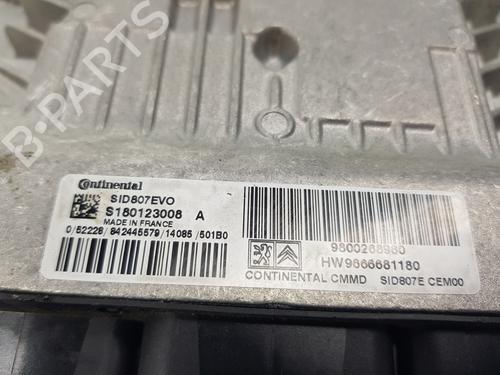 B-PARTS
Continental
SID807EVO
S180123008 A
MADE IN FRANCE
0/52228/842445579/14085/501B0
9800268980
HW9666681180
CONTINENTAL CMMD SID807E CEM00